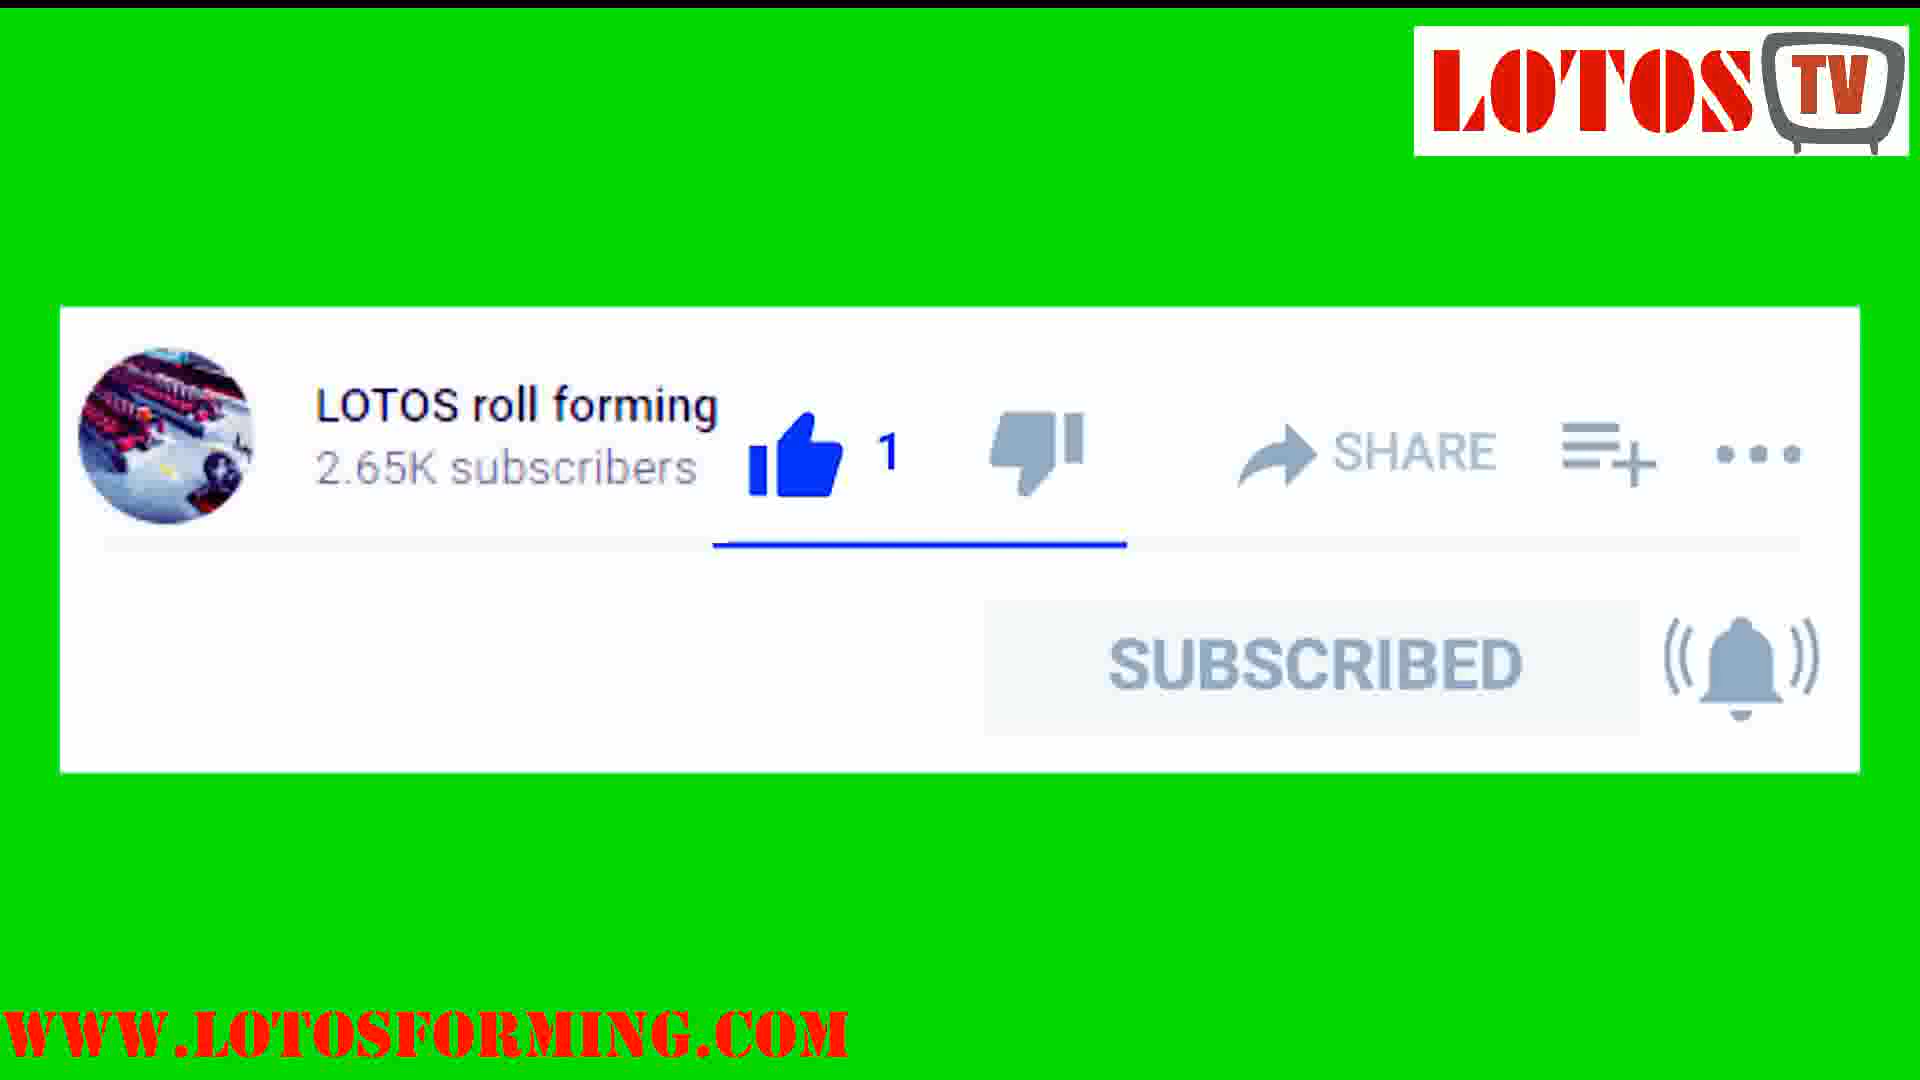 LOTOS TV
LOTOS roll forming
2.65K subscribers
1
SHARE
SUBSCRIBED
WWW.LOTOSFORMING.COM